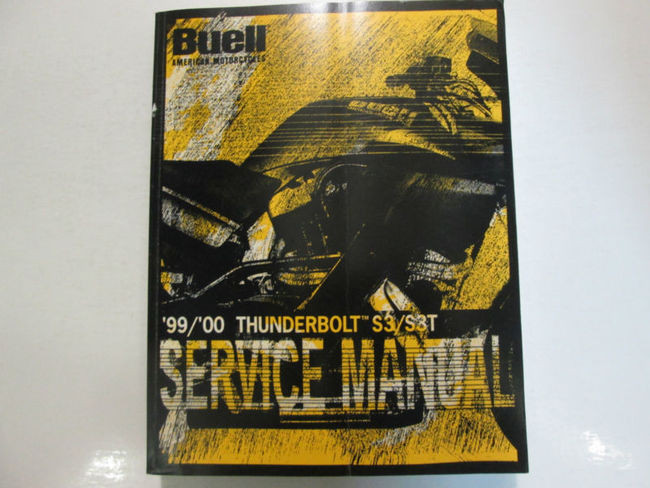 Buell
AMERICAN MOTORCYCLES
'99/'00 THUNDERBOLT™ S3/S3T
SERVICE MANUAL